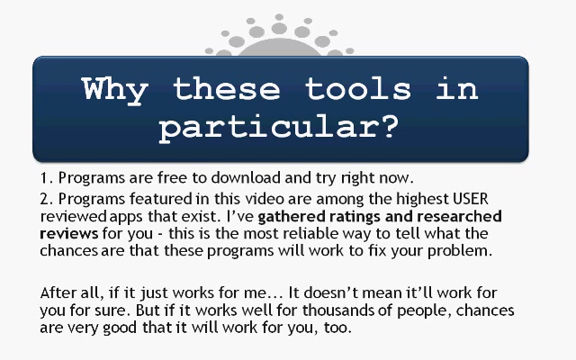 Why these tools in
particular?
1. Programs are free to download and try right now.
2. Programs featured in this video are among the highest USER
reviewed apps that exist. I've gathered ratings and researched
reviews for you - this is the most reliable way to tell what the
chances are that these programs will work to fix your problem.
After all, if it just works for me... It doesn't mean it'll work for
you for sure. But if it works well for thousands of people, chances
are very good that it will work for you, too.